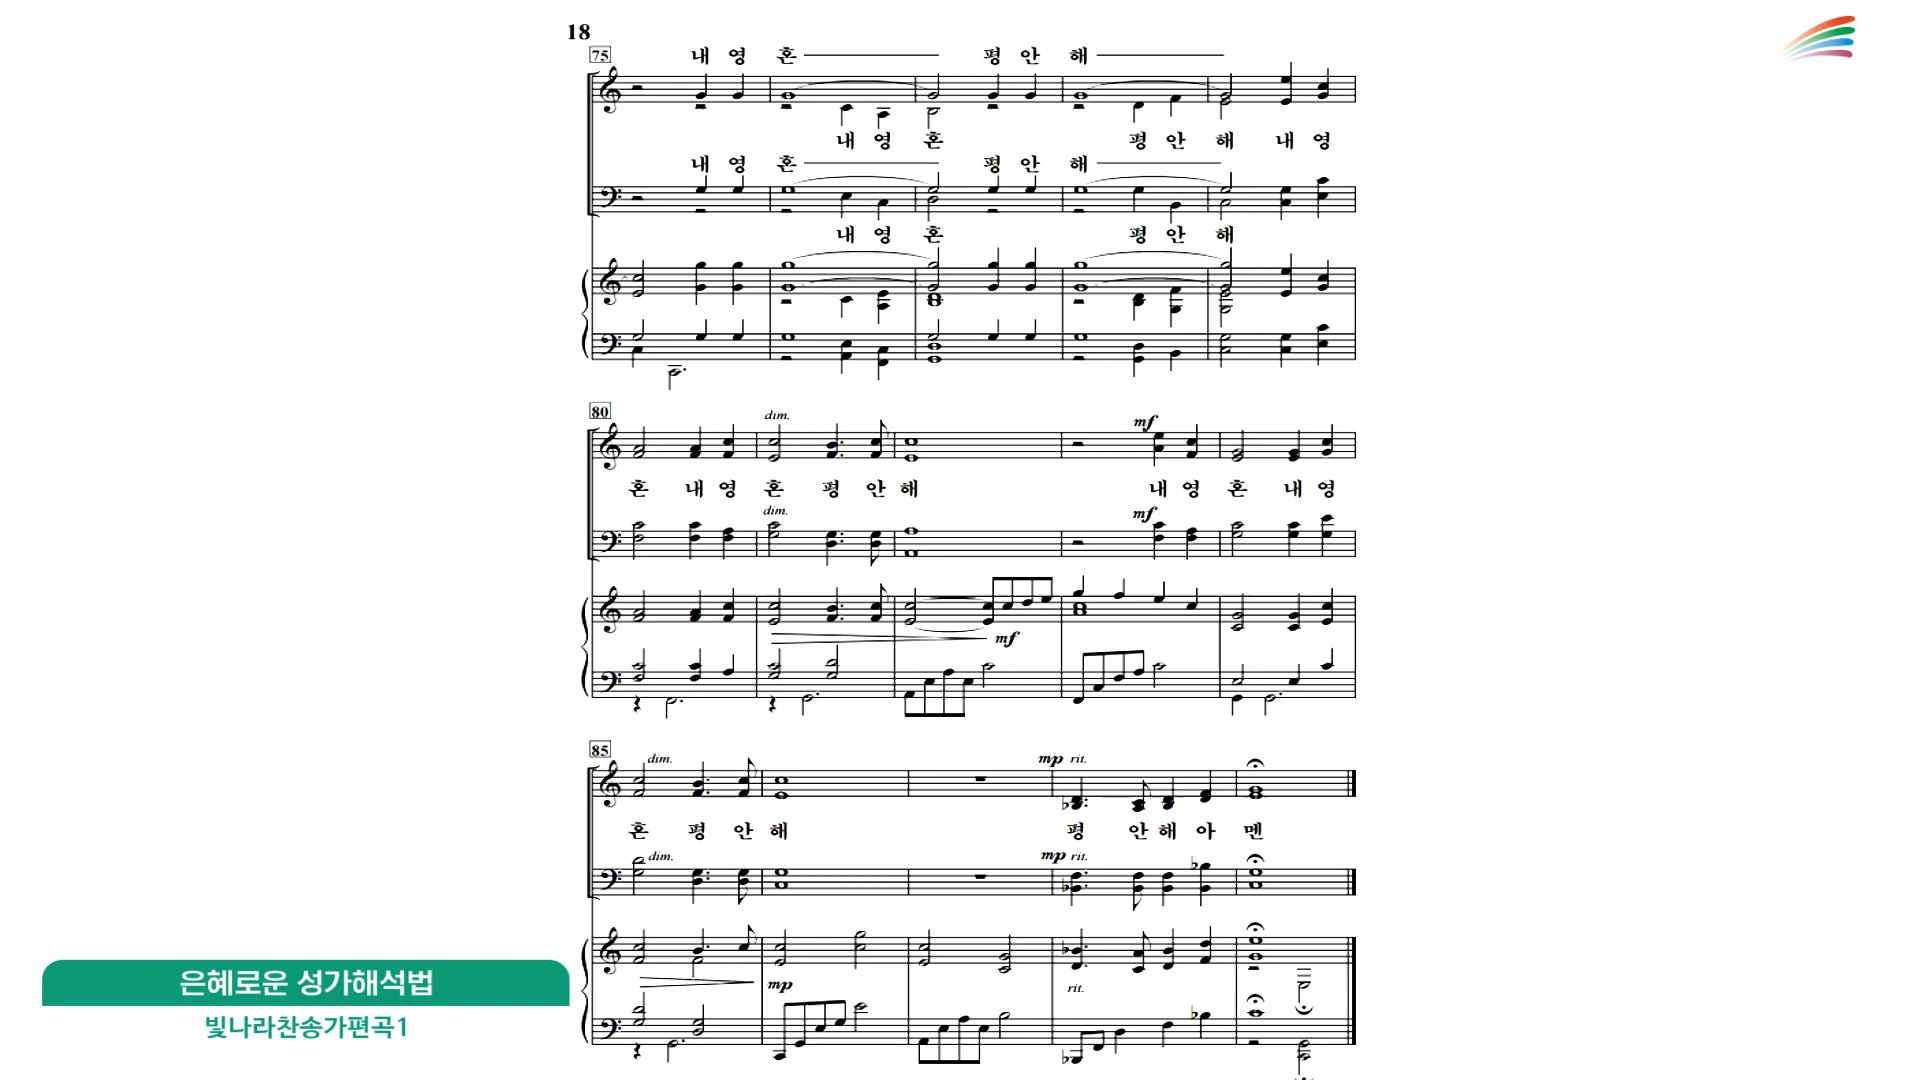 18
75
내 영 혼 평 안 해
내 영 혼 평 안 해 내 영
내 영 혼 평 안 해
내 영 혼 평 안 해
80
dim.
mf
혼 내 영 혼 평 안 해 내 영 혼 내 영
dim.
mf
mf
85
dim.
mp rit.
혼 평 안 해 평 안 해 아 멘
dim.
mp rit.
mp
rit.
은혜로운 성가해석법
빛나라찬송가편곡1